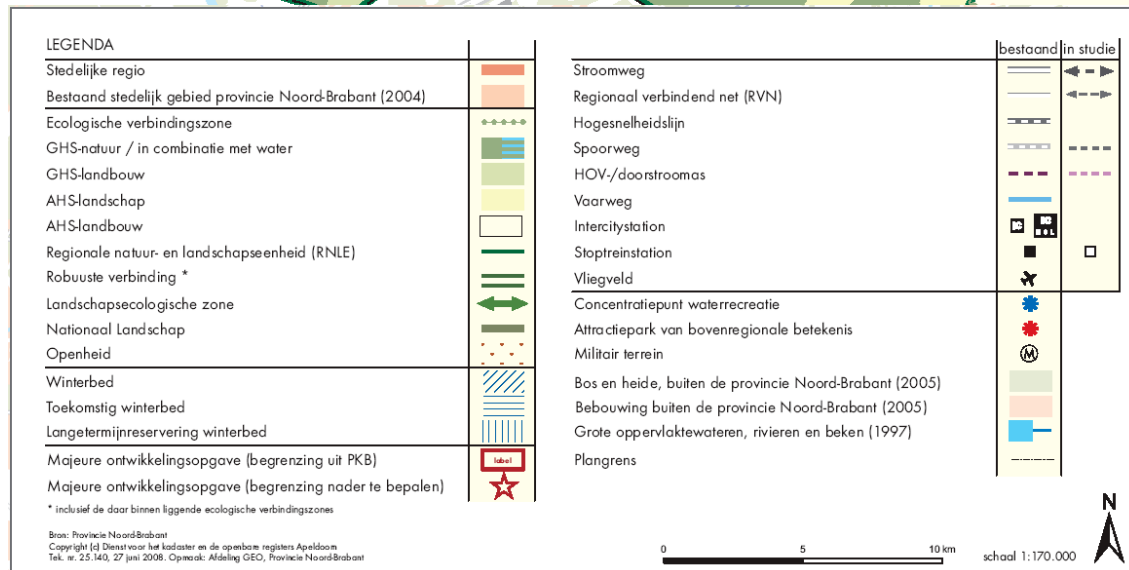 LEGENDA
Stedelijke regio
Bestaand stedelijk gebied provincie Noord-Brabant (2004)
Ecologische verbindingszone
GHS-natuur / in combinatie met water
GHS-landbouw
AHS-landschap
AHS-landbouw
Regionale natuur- en landschapseenheid (RNLE)
Robuuste verbinding *
Landschapsecologische zone
Nationaal Landschap
Openheid
Winterbed
Toekomstig winterbed
Langetermijnreservering winterbed
Majeure ontwikkelingsopgave (begrenzing uit PKB)
label
Majeure ontwikkelingsopgave (begrenzing nader te bepalen)
* inclusief de daar binnen liggende ecologische verbindingszones
Bron: Provincie Noord-Brabant
Copyright (c) Dienst voor het kadaster en de openbare registers Apeldoorn
Tek. nr. 25.140, 27 juni 2008. Opmaak: Afdeling GEO, Provincie Noord-Brabant
bestaand in studie
Stroomweg
Regionaal verbindend net (RVN)
Hogesnelheidslijn
Spoorweg
HOV-/doorstroomas
Vaarweg
Intercitystation
Stoptreinstation
Vliegveld
Concentratiepunt waterrecreatie
Attractiepark van bovenregionale betekenis
Militair terrein M
Bos en heide, buiten de provincie Noord-Brabant (2005)
Bebouwing buiten de provincie Noord-Brabant (2005)
Grote oppervlaktewateren, rivieren en beken (1997)
Plangrens
N
0 5 10 km
schaal 1:170.000